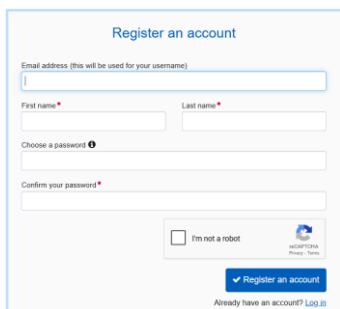 Register an account
Email address (this will be used for your username)
First name* Last name*
Choose a password
Confirm your password*
I'm not a robot
reCAPTCHA
Privacy - Terms
Register an account
Already have an account? Log in